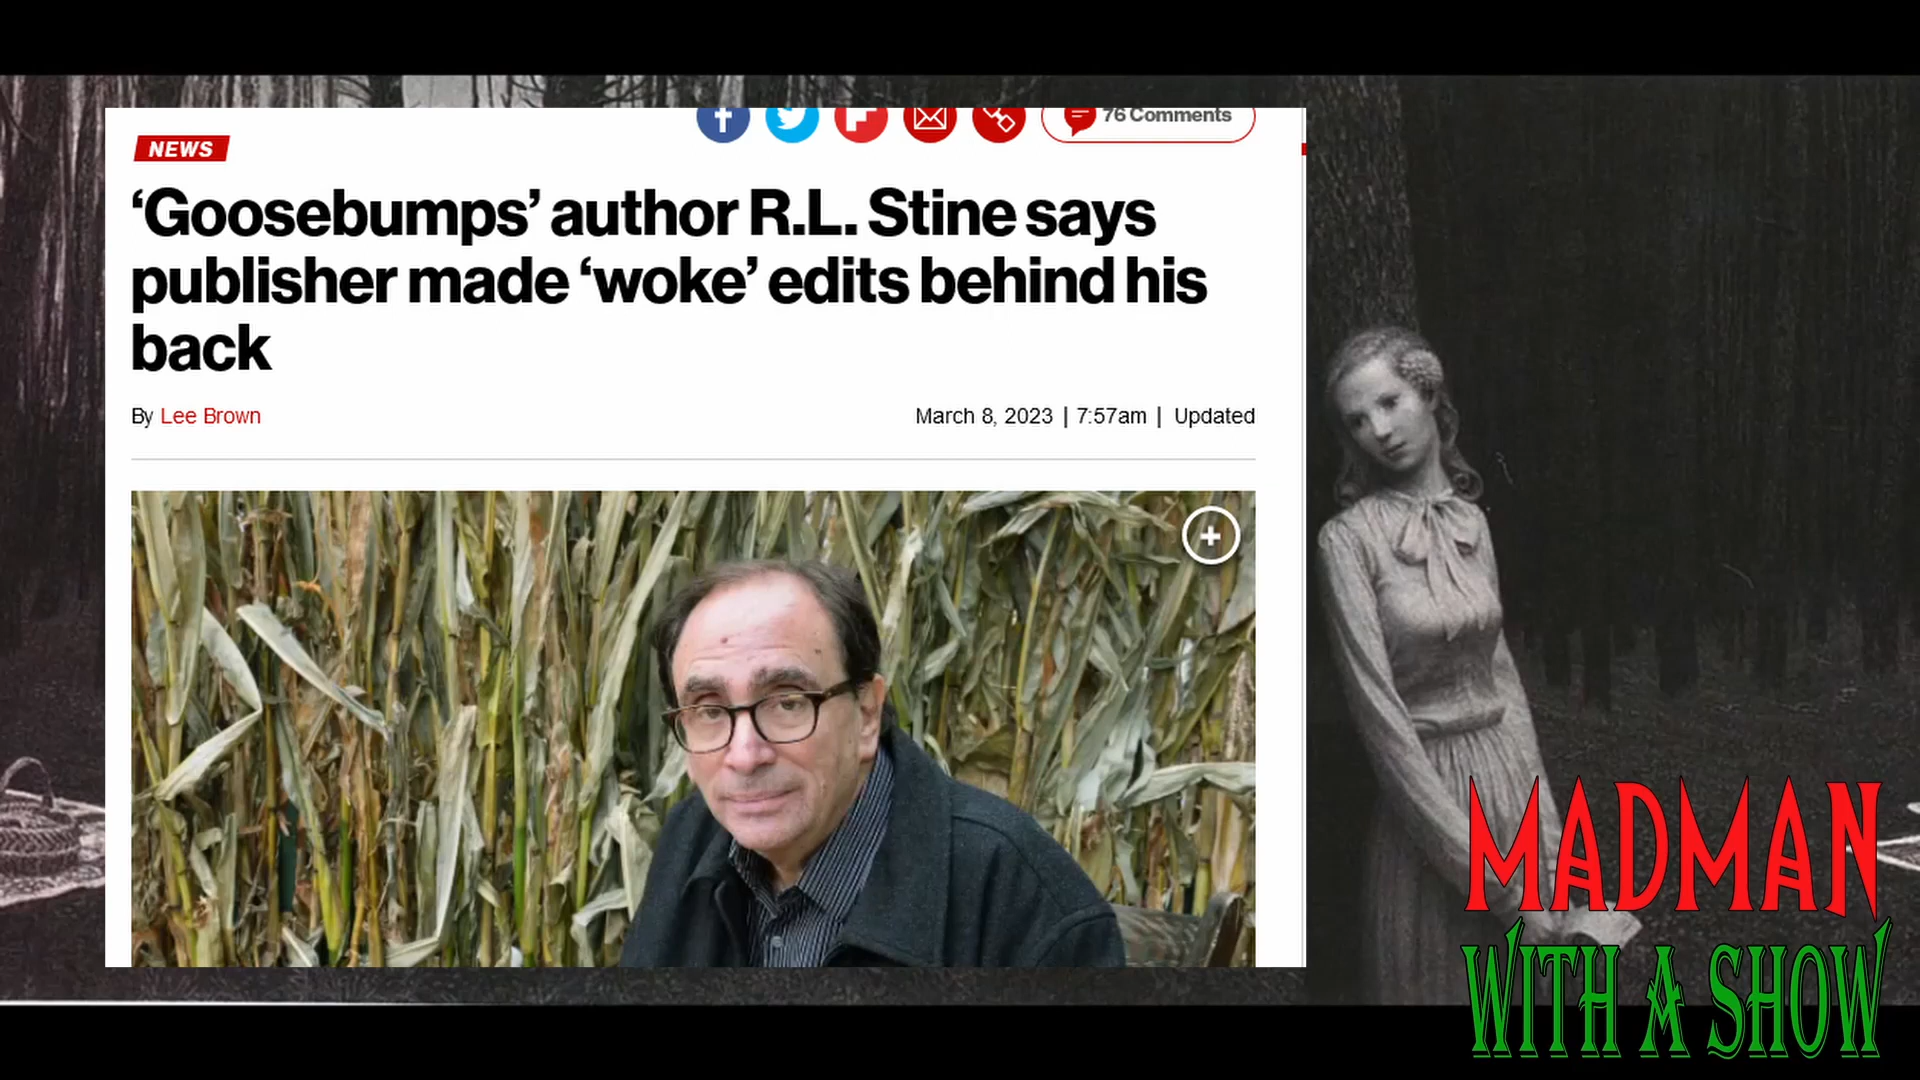 76 Comments
NEWS
‘Goosebumps’ author R.L. Stine says
publisher made ‘woke’ edits behind his
back
By Lee Brown
March 8, 2023 | 7:57am | Updated
MADMAN
WITH A SHOW